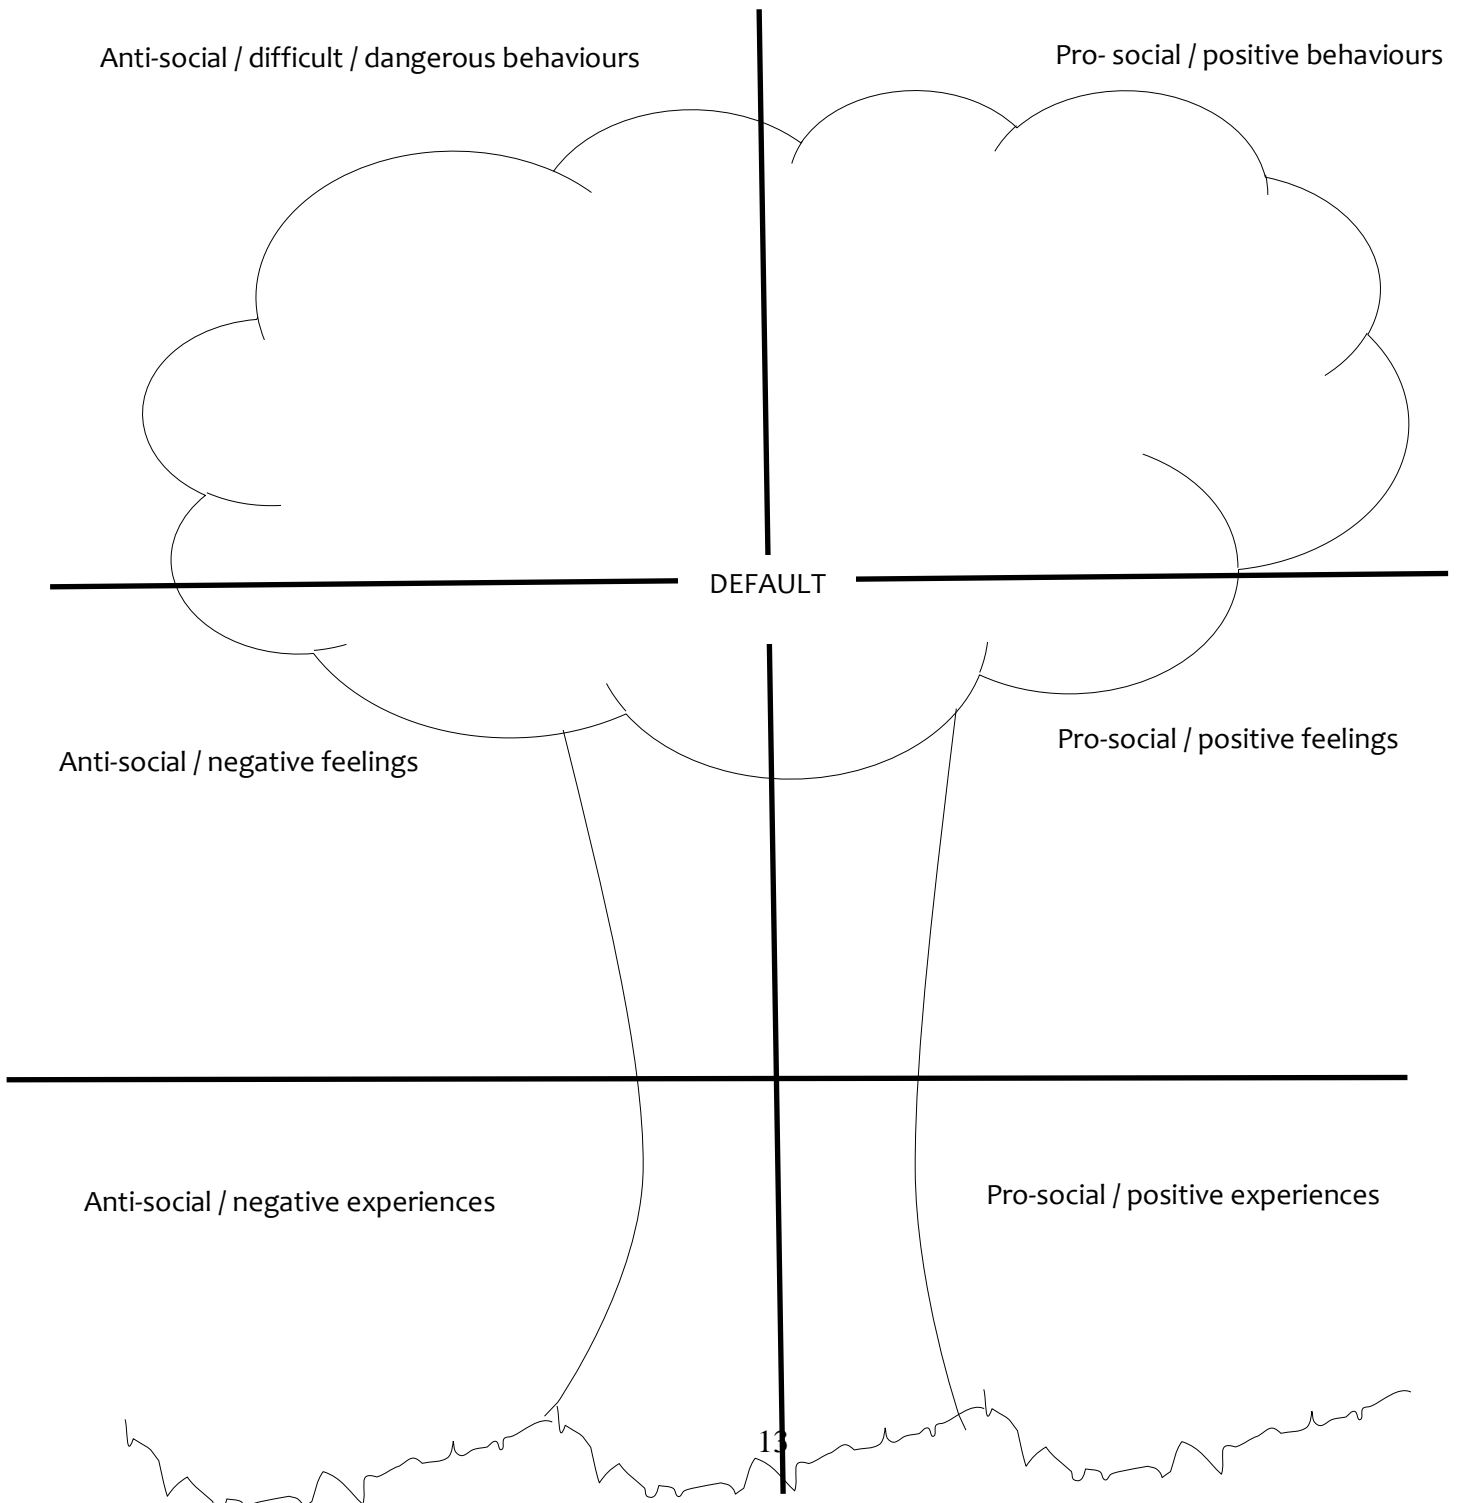 Anti-social / difficult / dangerous behaviours
Pro- social / positive behaviours
DEFAULT
Anti-social / negative feelings
Pro-social / positive feelings
Anti-social / negative experiences
Pro-social / positive experiences
13